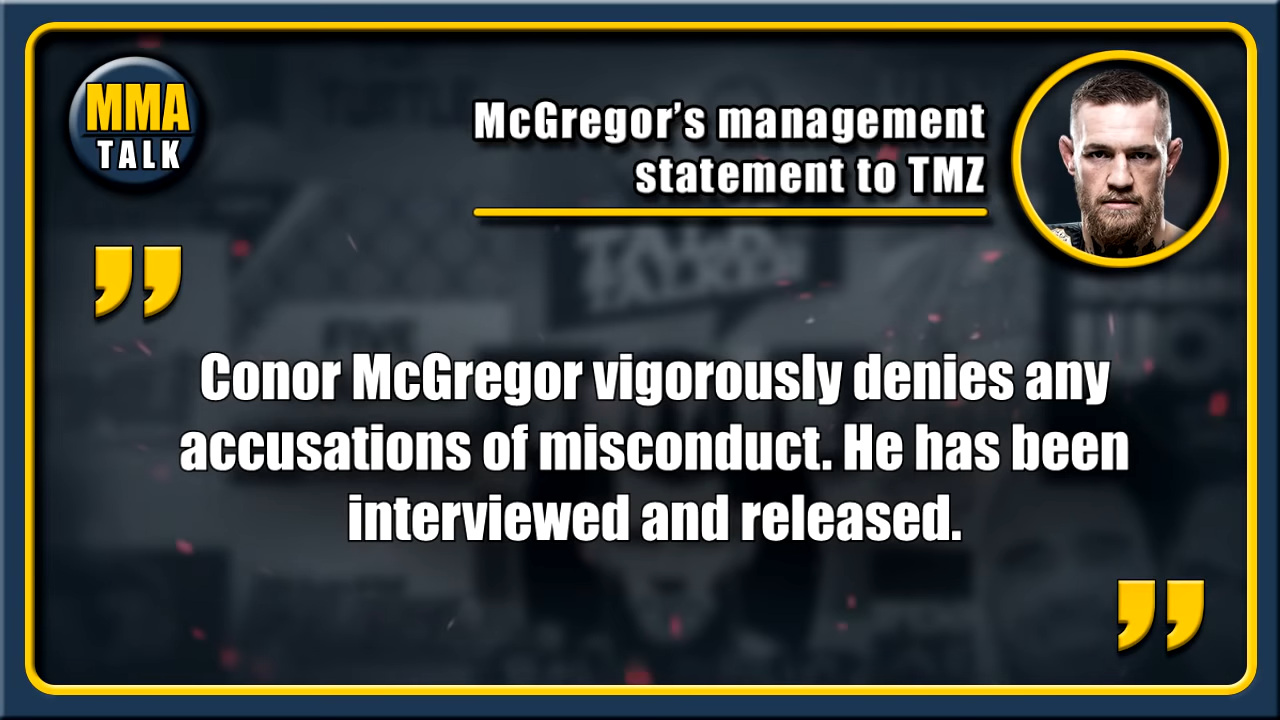 MMA
TALK
McGregor’s management
statement to TMZ
”
Conor McGregor vigorously denies any
accusations of misconduct. He has been
interviewed and released.
”